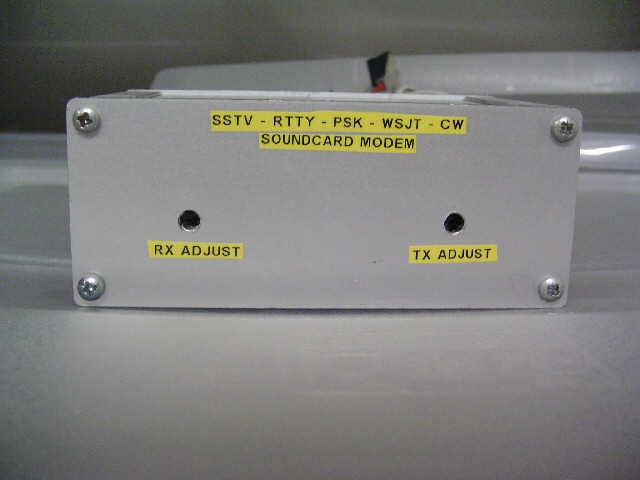 SSTV - RTTY - PSK - WSJT - CW
SOUNDCARD MODEM
RX ADJUST
TX ADJUST